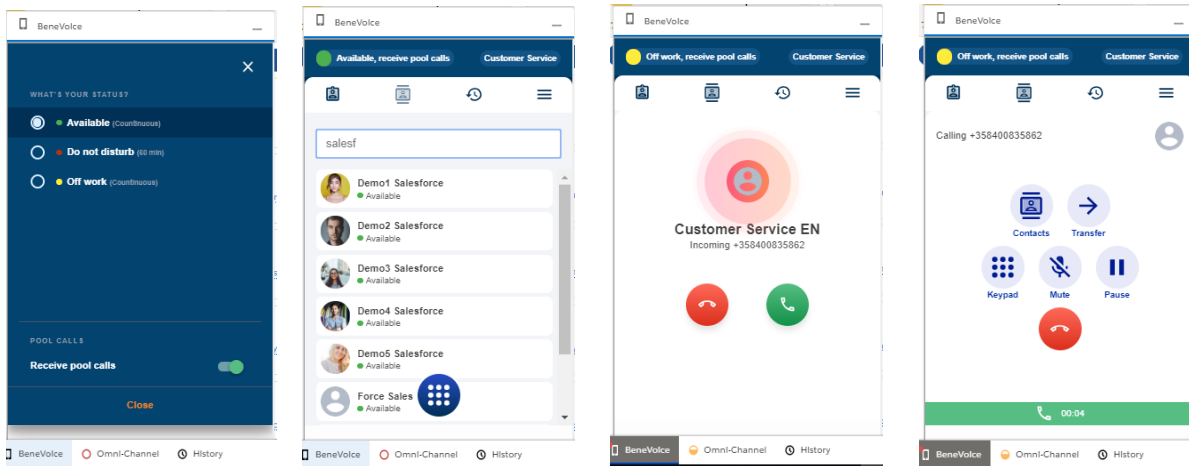 BeneVoIce
WHAT'S YOUR STATUS?
Available (Countinuous)
Do not disturb (60 min)
Off work (Countinuous)
POOL CALLS
Receive pool calls
Close
BeneVoIce Omni-Channel History
BeneVoIce
Available, receive pool calls Customer Service
salesf
Demo1 Salesforce
Available
Demo2 Salesforce
Available
Demo3 Salesforce
Available
Demo4 Salesforce
Available
Demo5 Salesforce
Available
Force Sales
Available
BeneVoIce Omni-Channel History
BeneVoIce
Off work, receive pool calls Customer Service
Customer Service EN
Incoming +358400835862
BeneVoIce Omni-Channel History
BeneVoIce
Off work, receive pool calls Customer Service
Calling +358400835862
Contacts Transfer
Keypad Mute Pause
00:04
BeneVoIce Omni-Channel History